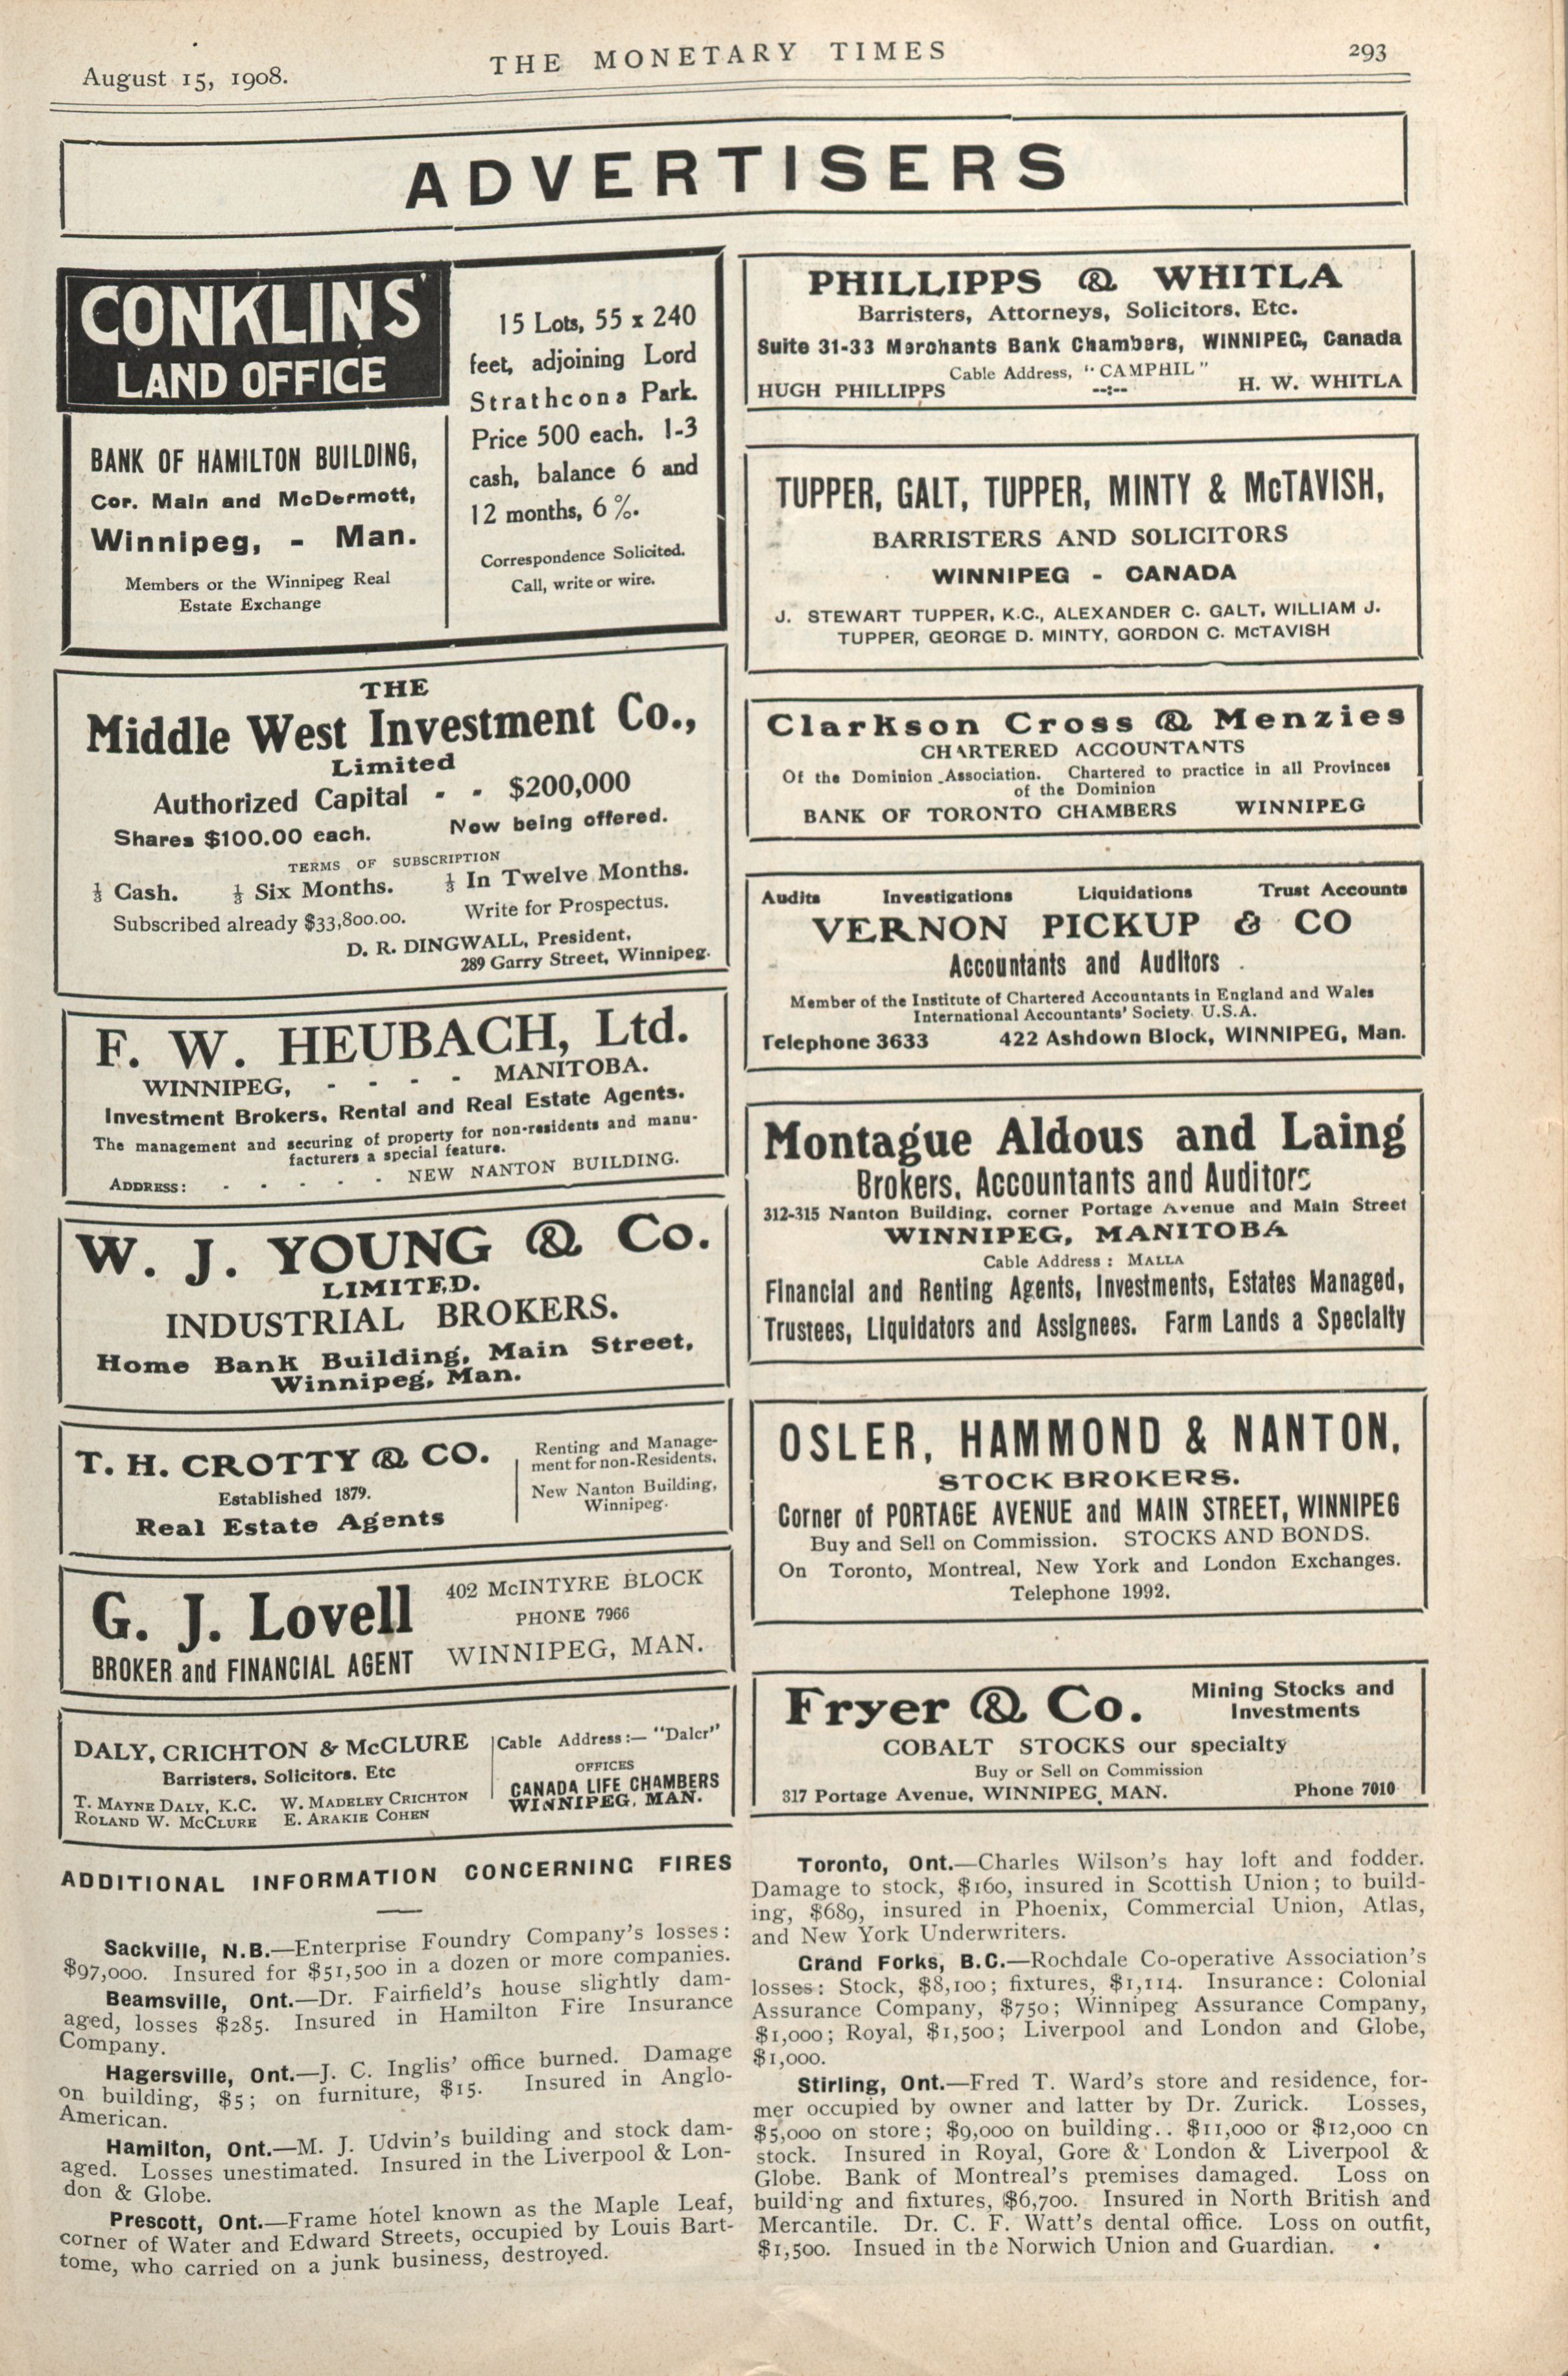 August 15, 1908.
THE MONETARY TIMES
293
ADVERTISERS
CONKLINS'
LAND OFFICE
BANK OF HAMILTON BUILDING,
Cor. Main and McDermott,
Winnipeg, - Man.
Members or the Winnipeg Real
Estate Exchange
15 Lots, 55 x 240
feet, adjoining Lord
Strathcona Park.
Price 500 each. 1-3
cash, balance 6 and
12 months, 6%.
Correspondence Solicited.
Call, write or wire.
THE
Middle West Investment Co.,
Limited
Authorized Capital - - $200,000
Shares $100.00 each. Now being offered.
TERMS OF SUBSCRIPTION
⅓ Cash. ⅓ Six Months. ⅓ In Twelve Months.
Subscribed already $33,800.00. Write for Prospectus.
D. R. DINGWALL, President,
289 Garry Street, Winnipeg.
F. W. HEUBACH, Ltd.
WINNIPEG, - - - - MANITOBA.
Investment Brokers, Rental and Real Estate Agents.
The management and securing of property for non-residents and manu-
facturers a special feature.
ADDRESS: - - - - - NEW NANTON BUILDING.
W. J. YOUNG & Co.
LIMITED.
INDUSTRIAL BROKERS.
Home Bank Building, Main Street,
Winnipeg, Man.
T. H. CROTTY & CO.
Established 1879.
Real Estate Agents
Renting and Manage-
ment for non-Residents.
New Nanton Building,
Winnipeg.
G. J. Lovell
BROKER and FINANCIAL AGENT
402 McINTYRE BLOCK
PHONE 7966
WINNIPEG, MAN.
DALY, CRICHTON & McCLURE
Barristers, Solicitors, Etc
T. MAYNE DALY, K.C. W. MADELEY CRICHTON
ROLAND W. MCCLURE E. ARAKIE COHEN
Cable Address:— "Dalcr"
OFFICES
CANADA LIFE CHAMBERS
WINNIPEG, MAN.
ADDITIONAL INFORMATION CONCERNING FIRES
Sackville, N.B.—Enterprise Foundry Company's losses:
$97,000. Insured for $51,500 in a dozen or more companies.
Beamsville, Ont.—Dr. Fairfield's house slightly dam-
aged, losses $285. Insured in Hamilton Fire Insurance
Company.
Hagersville, Ont.—J. C. Inglis' office burned. Damage
on building, $5; on furniture, $15. Insured in Anglo-
American.
Hamilton, Ont.—M. J. Udvin's building and stock dam-
aged. Losses unestimated. Insured in the Liverpool & Lon-
don & Globe.
Prescott, Ont.—Frame hotel known as the Maple Leaf,
corner of Water and Edward Streets, occupied by Louis Bart-
tome, who carried on a junk business, destroyed.
PHILLIPPS & WHITLA
Barristers, Attorneys, Solicitors, Etc.
Suite 31-33 Merchants Bank Chambers, WINNIPEG, Canada
Cable Address, "CAMPHIL"
HUGH PHILLIPPS --:-- H. W. WHITLA
TUPPER, GALT, TUPPER, MINTY & McTAVISH,
BARRISTERS AND SOLICITORS
WINNIPEG - CANADA
J. STEWART TUPPER, K.C., ALEXANDER C. GALT, WILLIAM J.
TUPPER, GEORGE D. MINTY, GORDON C. McTAVISH
Clarkson Cross & Menzies
CHARTERED ACCOUNTANTS
Of the Dominion Association. Chartered to practice in all Provinces
of the Dominion
BANK OF TORONTO CHAMBERS WINNIPEG
Audits Investigations Liquidations Trust Accounts
VERNON PICKUP & CO
Accountants and Auditors
Member of the Institute of Chartered Accountants in England and Wales
International Accountants' Society U.S.A.
Telephone 3633 422 Ashdown Block, WINNIPEG, Man.
Montague Aldous and Laing
Brokers, Accountants and Auditors
312-315 Nanton Building, corner Portage Avenue and Main Street
WINNIPEG, MANITOBA
Cable Address: MALLA
Financial and Renting Agents, Investments, Estates Managed,
Trustees, Liquidators and Assignees. Farm Lands a Specialty
OSLER, HAMMOND & NANTON,
STOCK BROKERS.
Corner of PORTAGE AVENUE and MAIN STREET, WINNIPEG
Buy and Sell on Commission. STOCKS AND BONDS.
On Toronto, Montreal, New York and London Exchanges.
Telephone 1992.
Fryer & Co.
Mining Stocks and
Investments
COBALT STOCKS our specialty
Buy or Sell on Commission
317 Portage Avenue, WINNIPEG, MAN. Phone 7010
Toronto, Ont.—Charles Wilson's hay loft and fodder.
Damage to stock, $160, insured in Scottish Union; to build-
ing, $689, insured in Phoenix, Commercial Union, Atlas,
and New York Underwriters.
Grand Forks, B.C.—Rochdale Co-operative Association's
losses: Stock, $8,100; fixtures, $1,114. Insurance: Colonial
Assurance Company, $750; Winnipeg Assurance Company,
$1,000; Royal, $1,500; Liverpool and London and Globe,
$1,000.
Stirling, Ont.—Fred T. Ward's store and residence, for-
mer occupied by owner and latter by Dr. Zurick. Losses,
$5,000 on store; $9,000 on building.. $11,000 or $12,000 cn
stock. Insured in Royal, Gore & London & Liverpool &
Globe. Bank of Montreal's premises damaged. Loss on
building and fixtures, $6,700. Insured in North British and
Mercantile. Dr. C. F. Watt's dental office. Loss on outfit,
$1,500. Insued in the Norwich Union and Guardian.